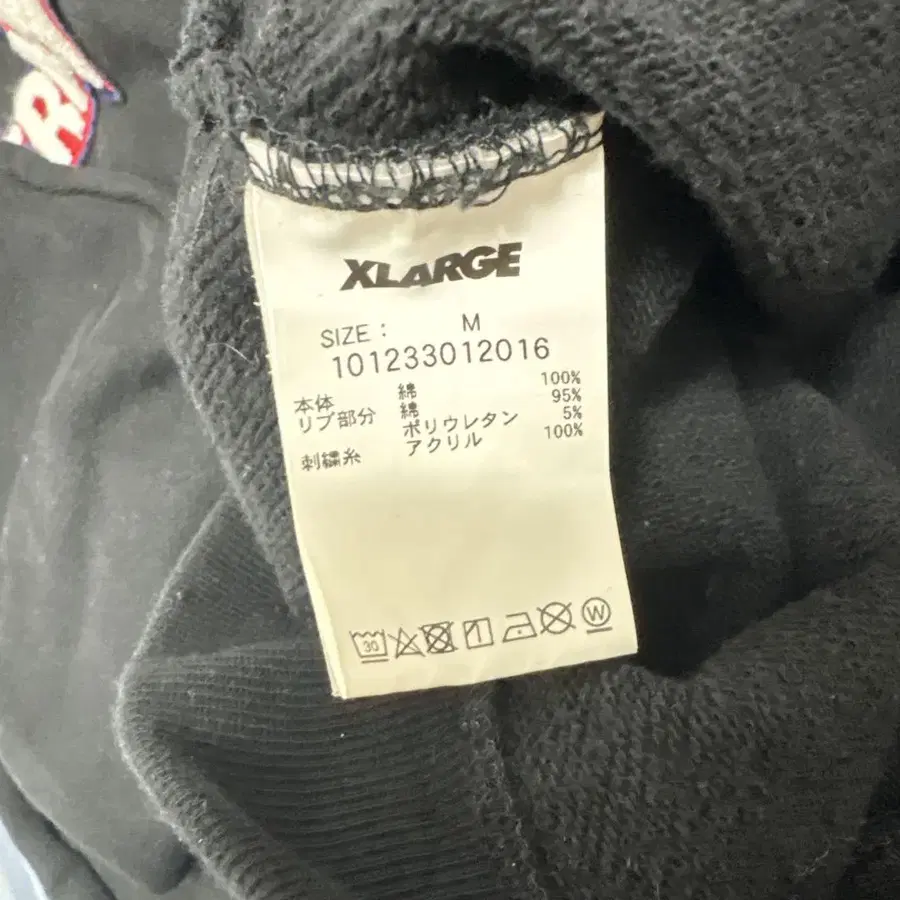 XLARGE
SIZE : M
101233012016
本体 綿 100%
リブ部分 綿 95%
ポリウレタン 5%
刺繍糸 アクリル 100%
30
W